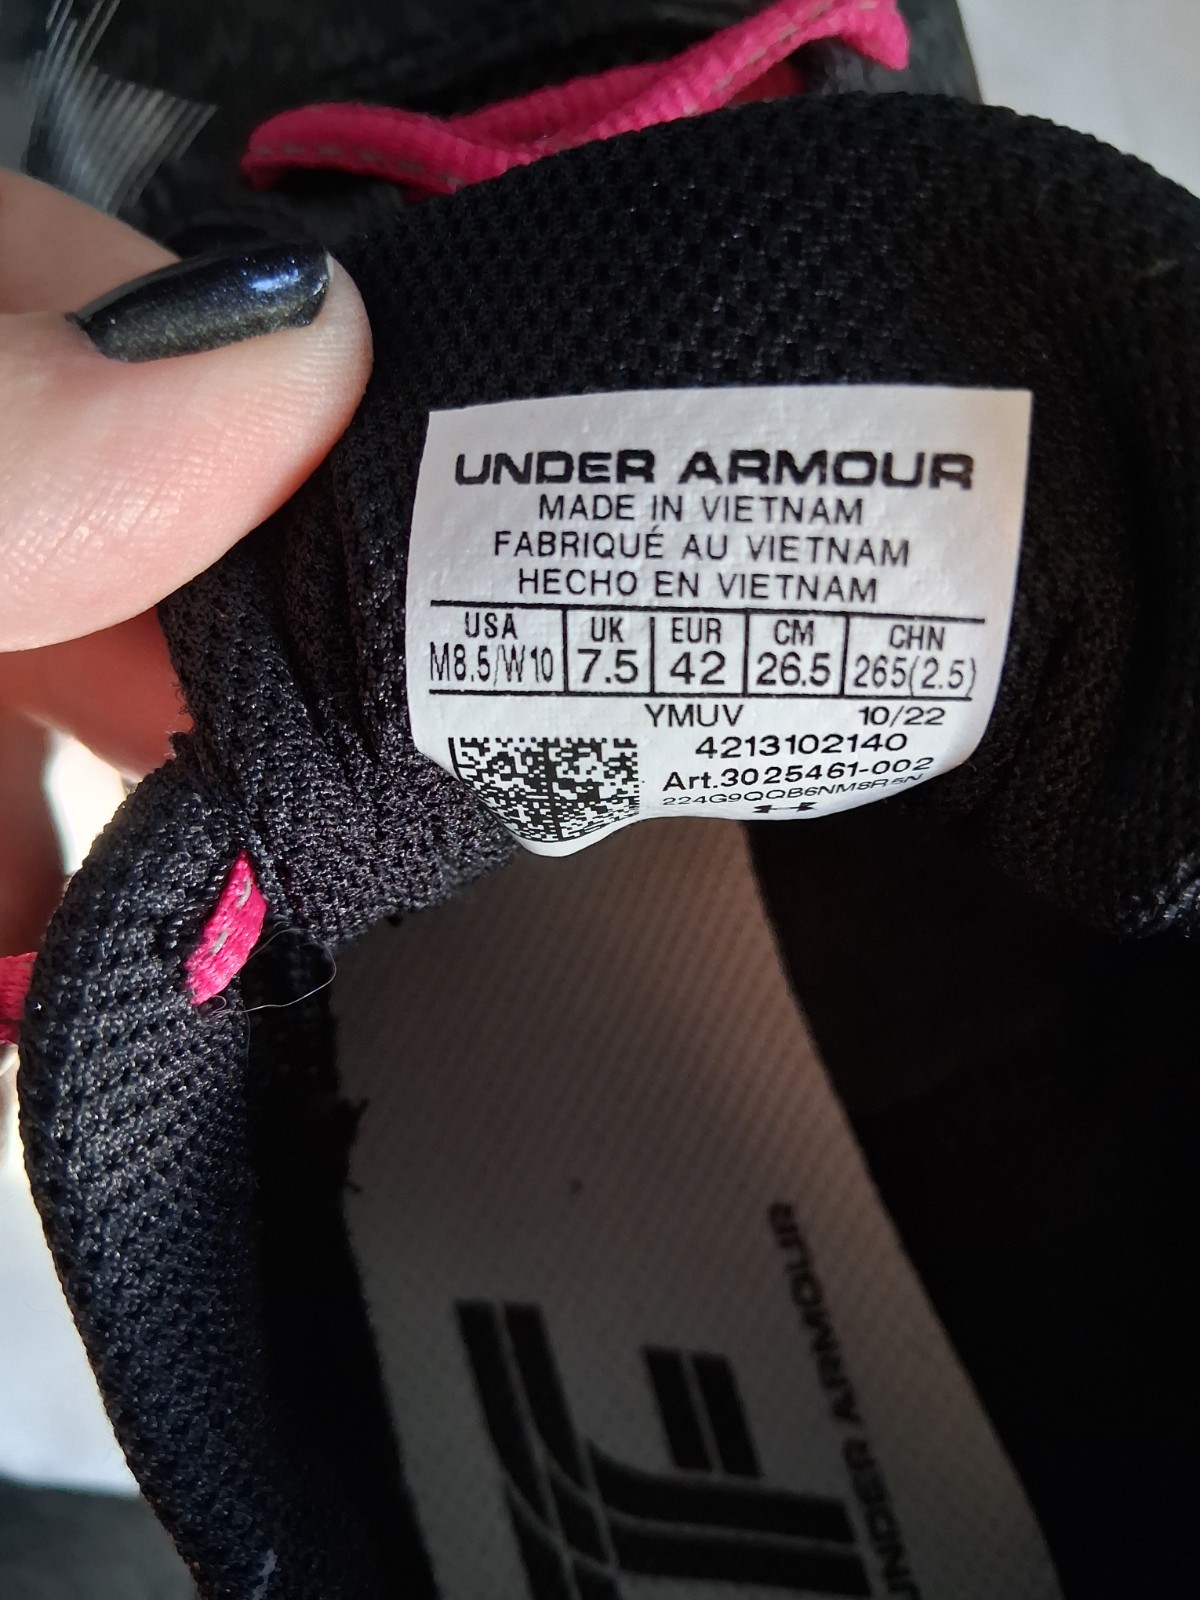 UNDER ARMOUR
MADE IN VIETNAM
FABRIQUÉ AU VIETNAM
HECHO EN VIETNAM
USA UK EUR CM CHN
M8.5/W10 7.5 42 26.5 265(2.5)
YMUV 10/22
4213102140
Art.3025461-002
224G9QQB6NM8R5N
UNDER ARMOUR